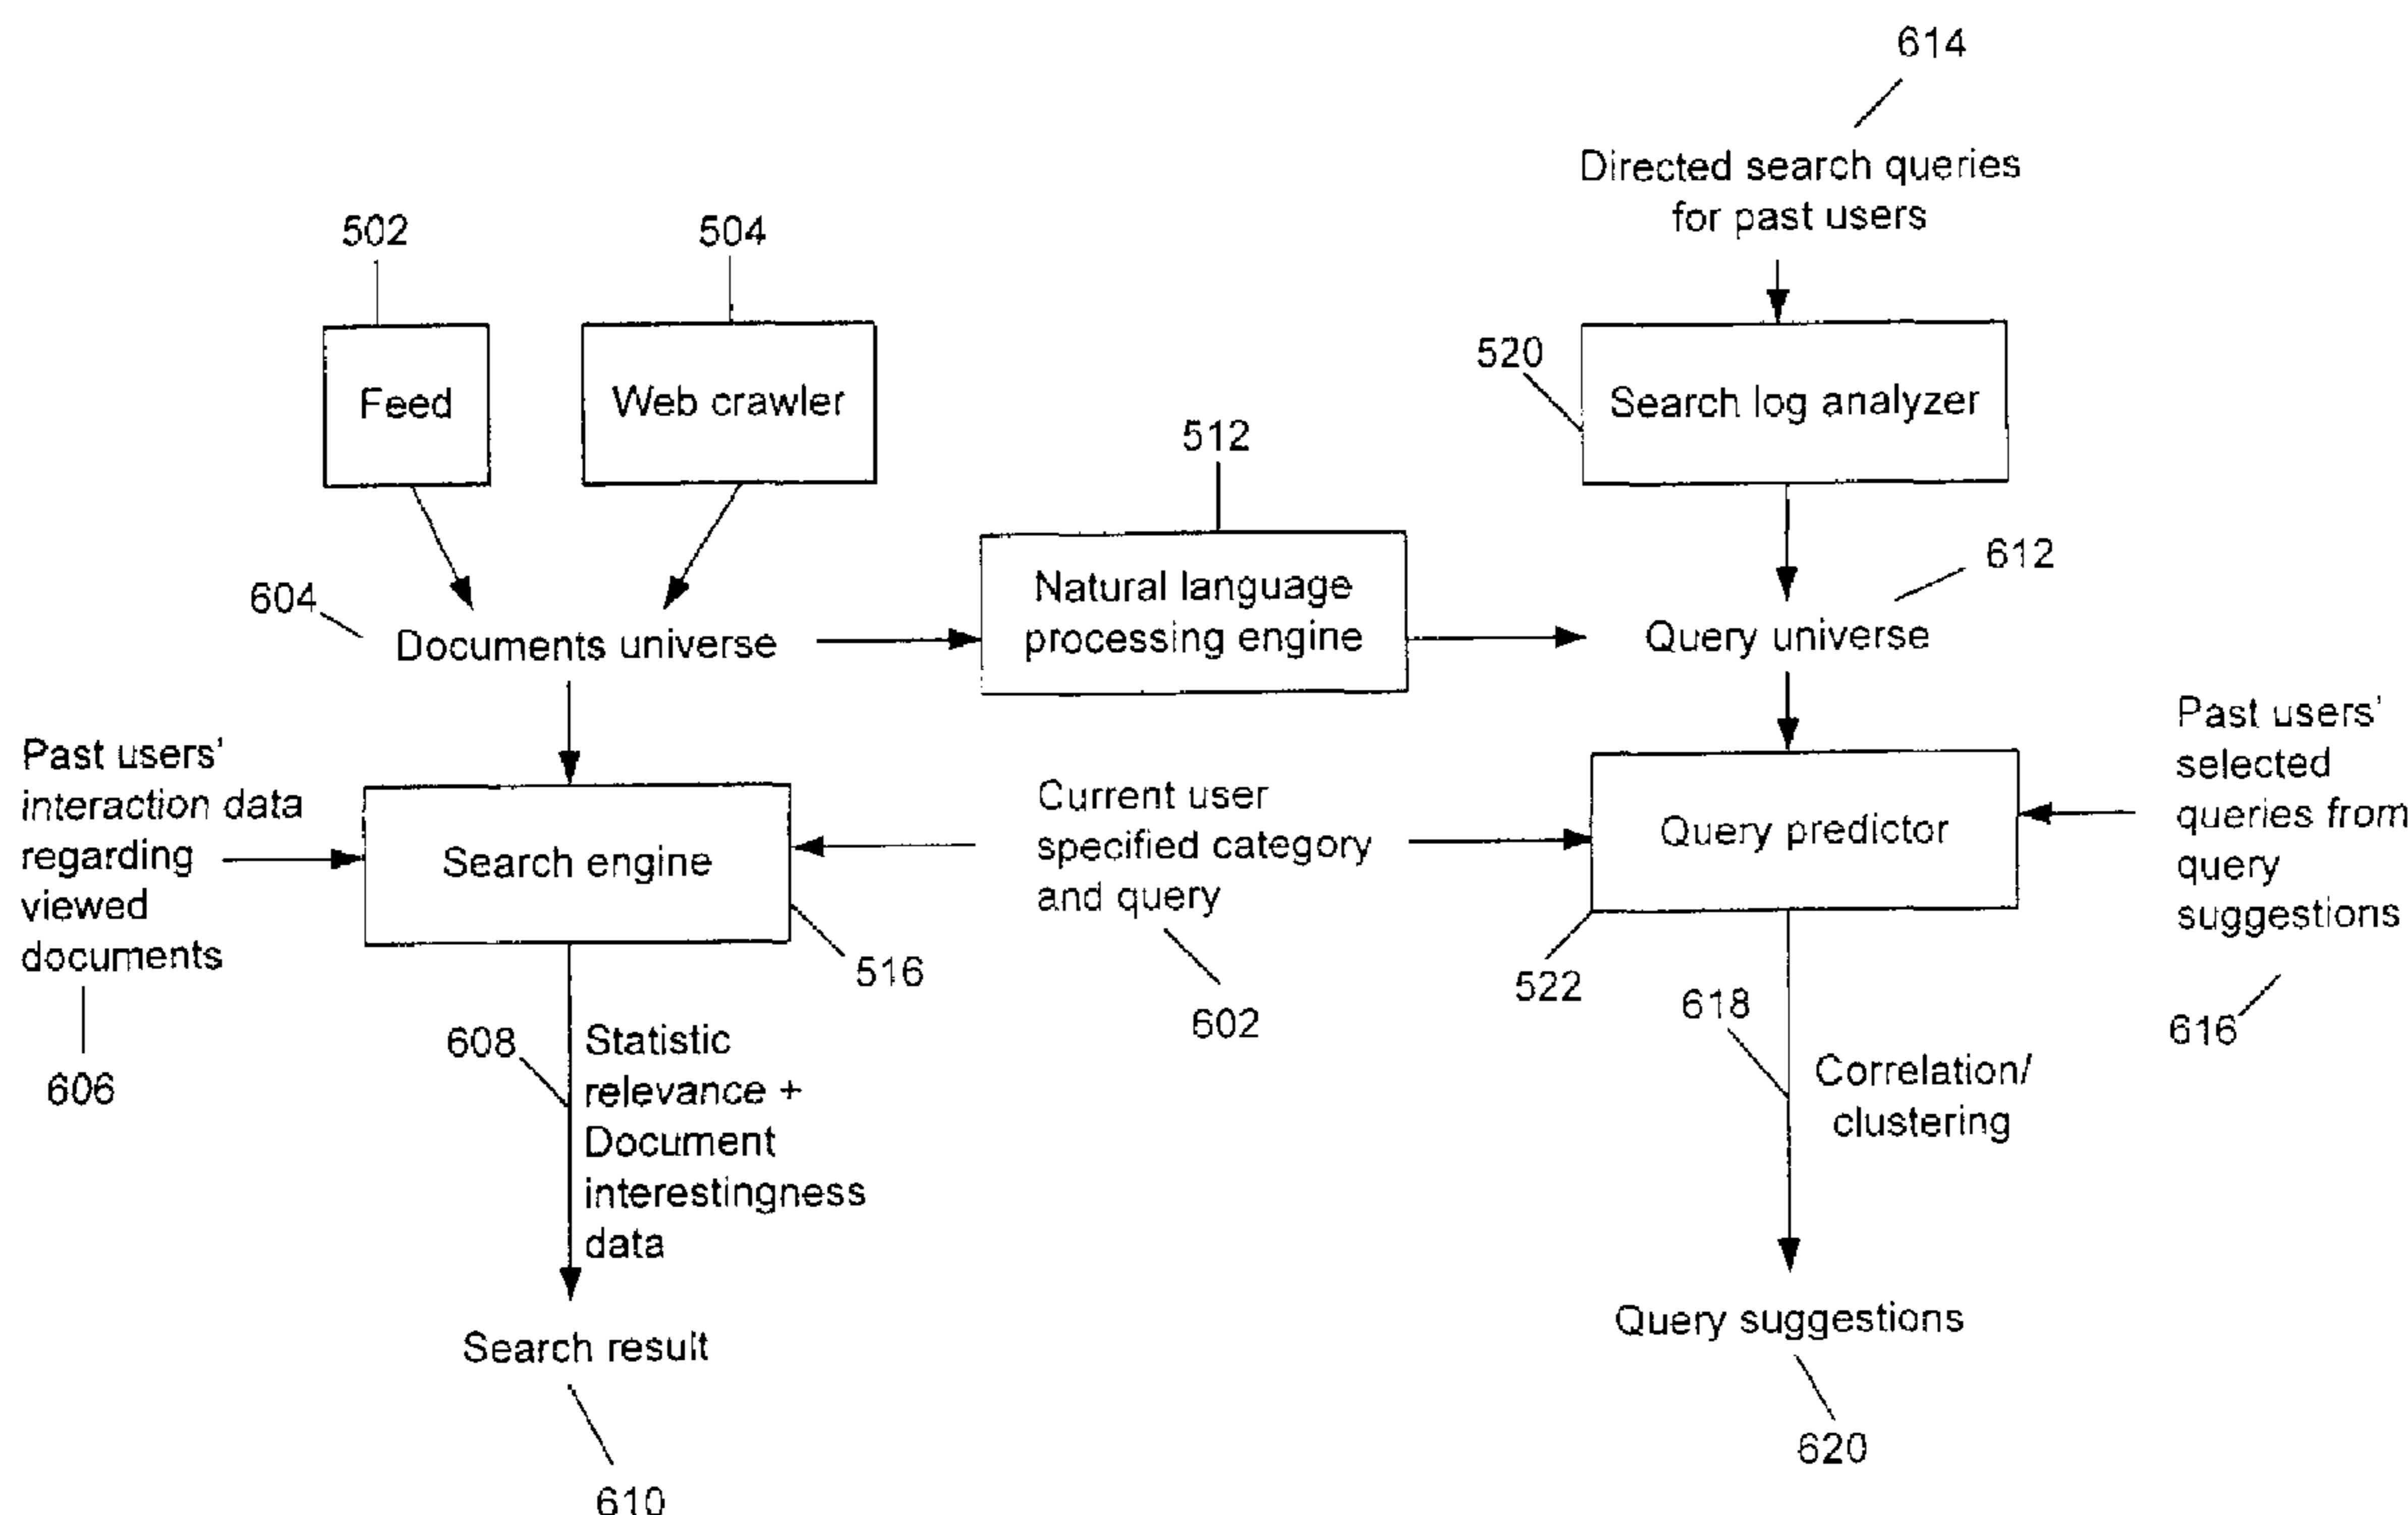 614
Directed search queries
for past users
502
504
Feed
Web crawler
520
Search log analyzer
512
Natural language
processing engine
604
Documents universe
612
Query universe
Past users'
interaction data
regarding
viewed
documents
606
Search engine
516
Current user
specified category
and query
602
Query predictor
522
Past users'
selected
queries from
query
suggestions
616
608
Statistic
relevance +
Document
interestingness
data
618
Correlation/
clustering
Search result
610
Query suggestions
620